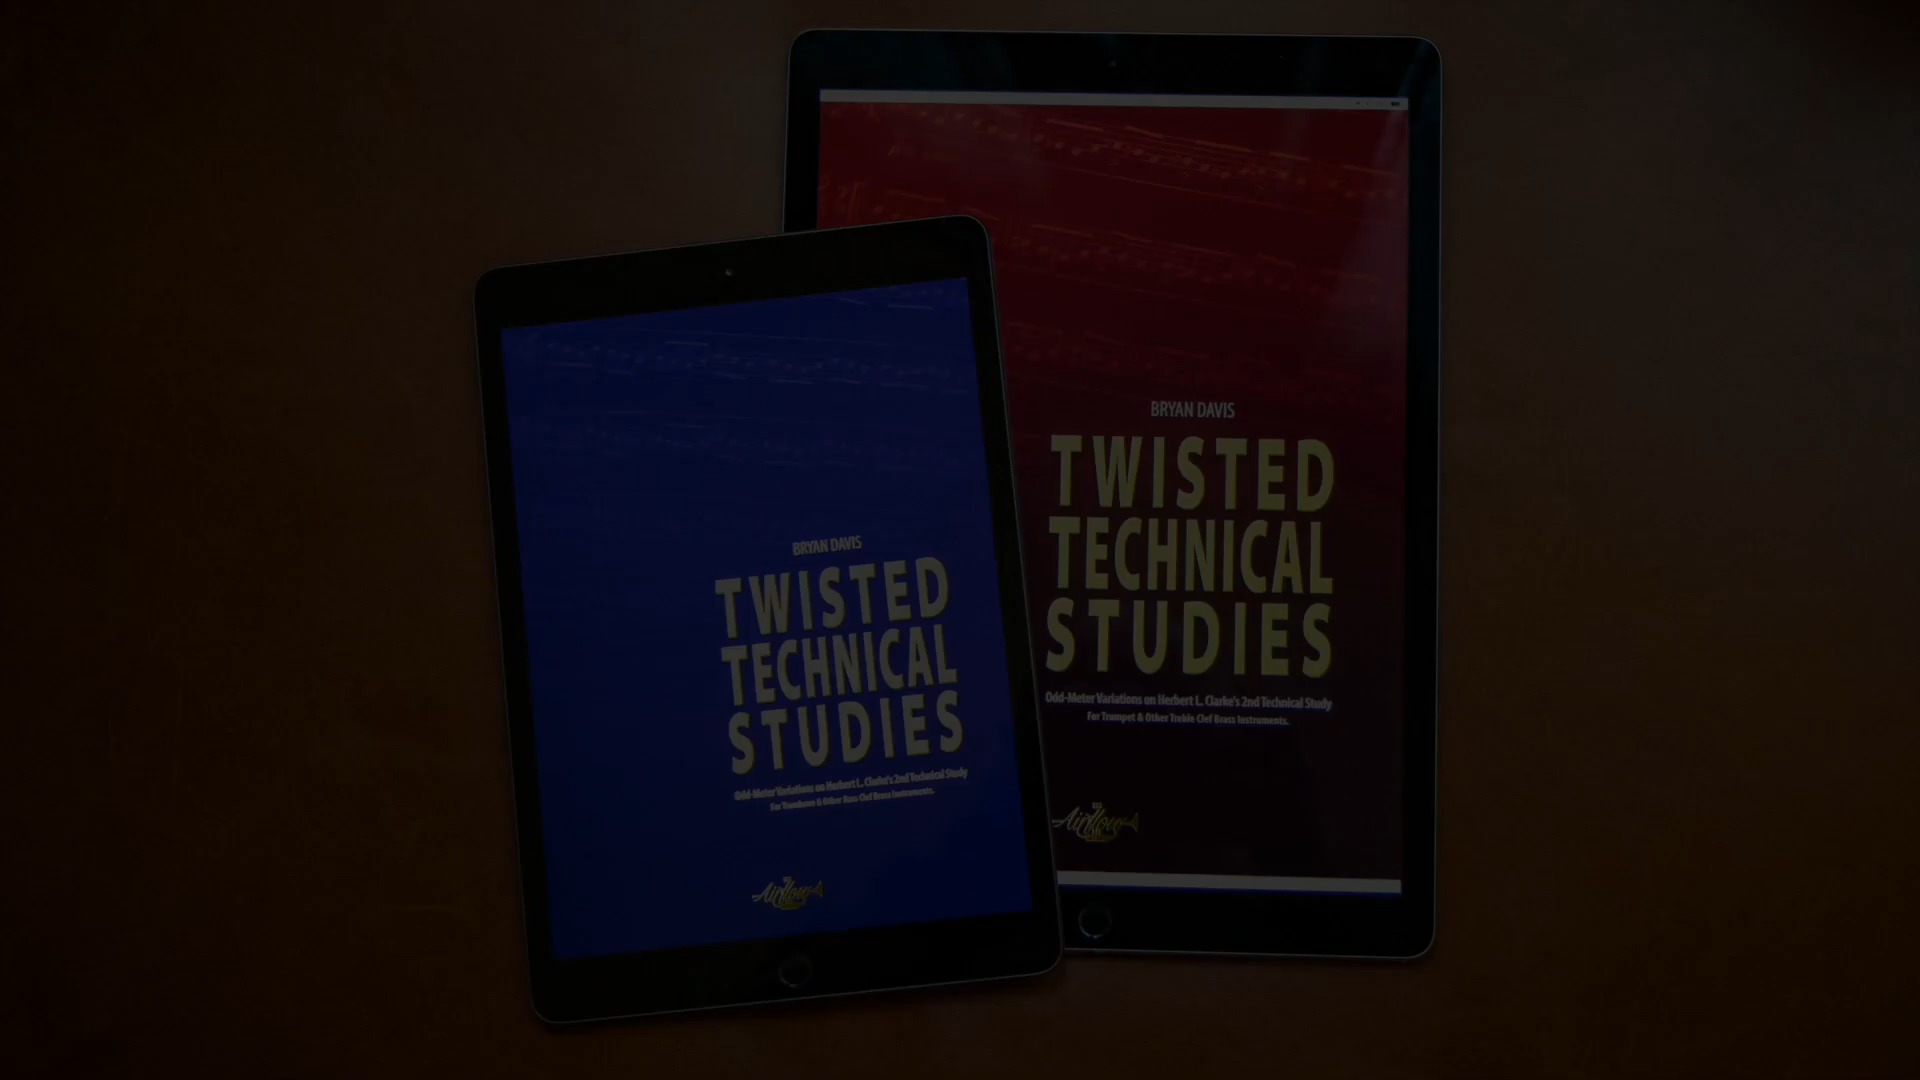 BRYAN DAVIS
TWISTED
TECHNICAL
STUDIES
Odd-Meter Variations on Herbert L. Clarke's 2nd Technical Study
For Trombone & Other Bass Clef Brass Instruments.
Airflow
BRYAN DAVIS
TWISTED
TECHNICAL
STUDIES
Odd-Meter Variations on Herbert L. Clarke's 2nd Technical Study
For Trumpet & Other Treble Clef Brass Instruments.
Airflow